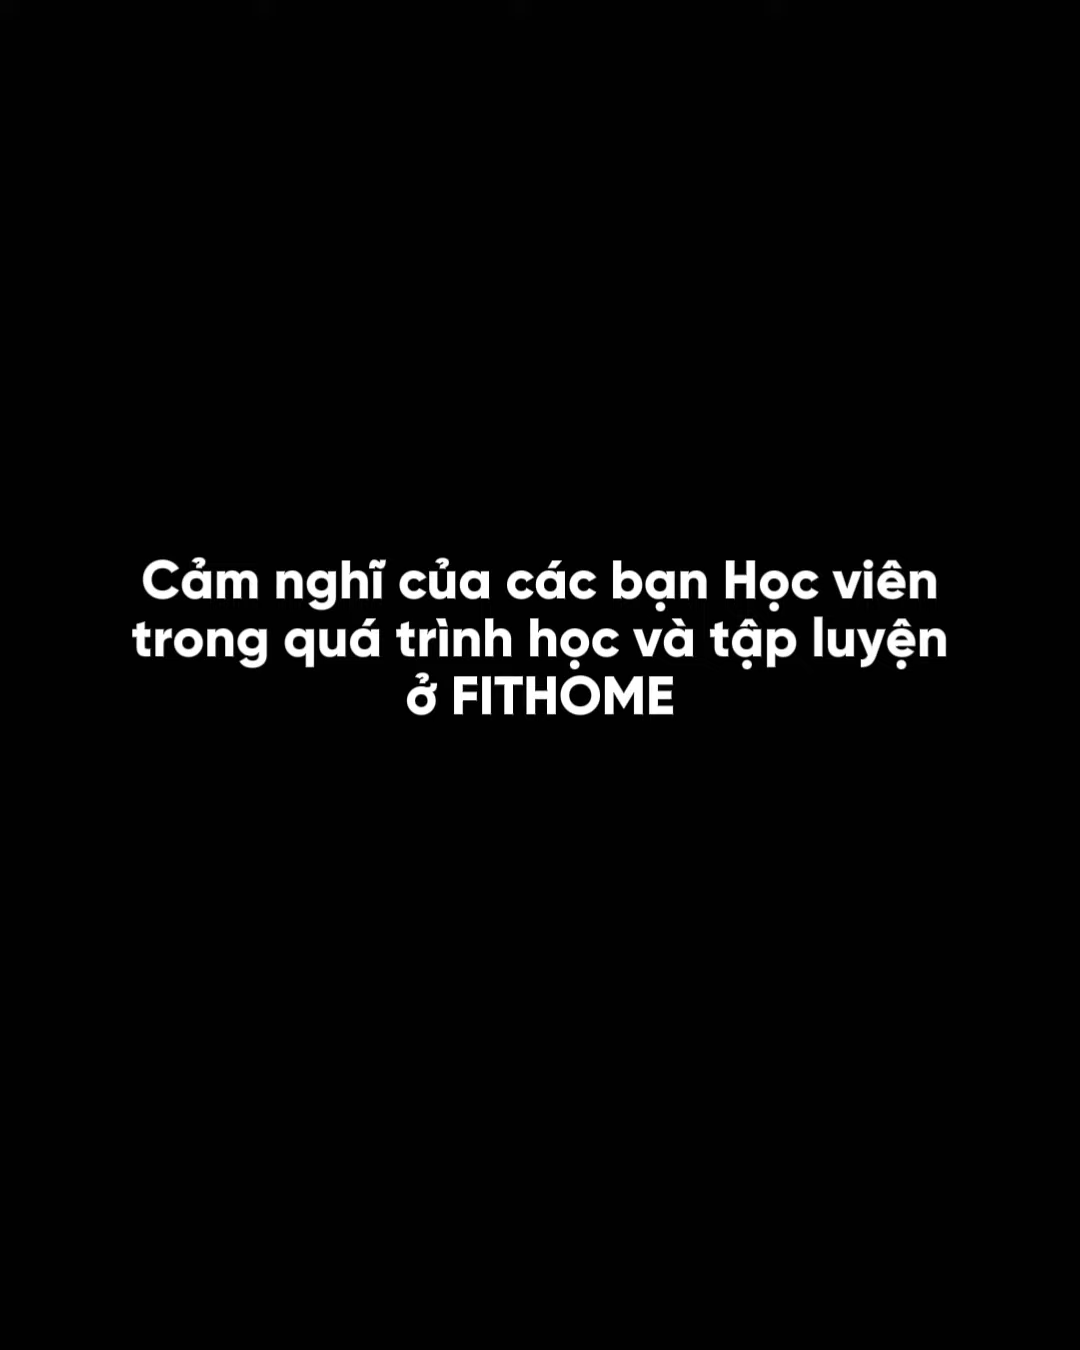 Cảm nghĩ của các bạn Học viên
trong quá trình học và tập luyện
ở FITHOME